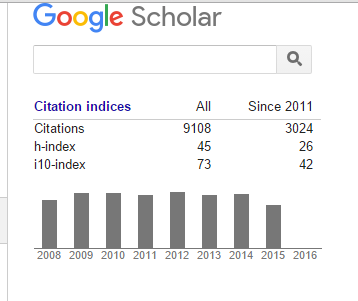 Google Scholar
Citation indices All Since 2011
Citations 9108 3024
h-index 45 26
i10-index 73 42
2008 2009 2010 2011 2012 2013 2014 2015 2016